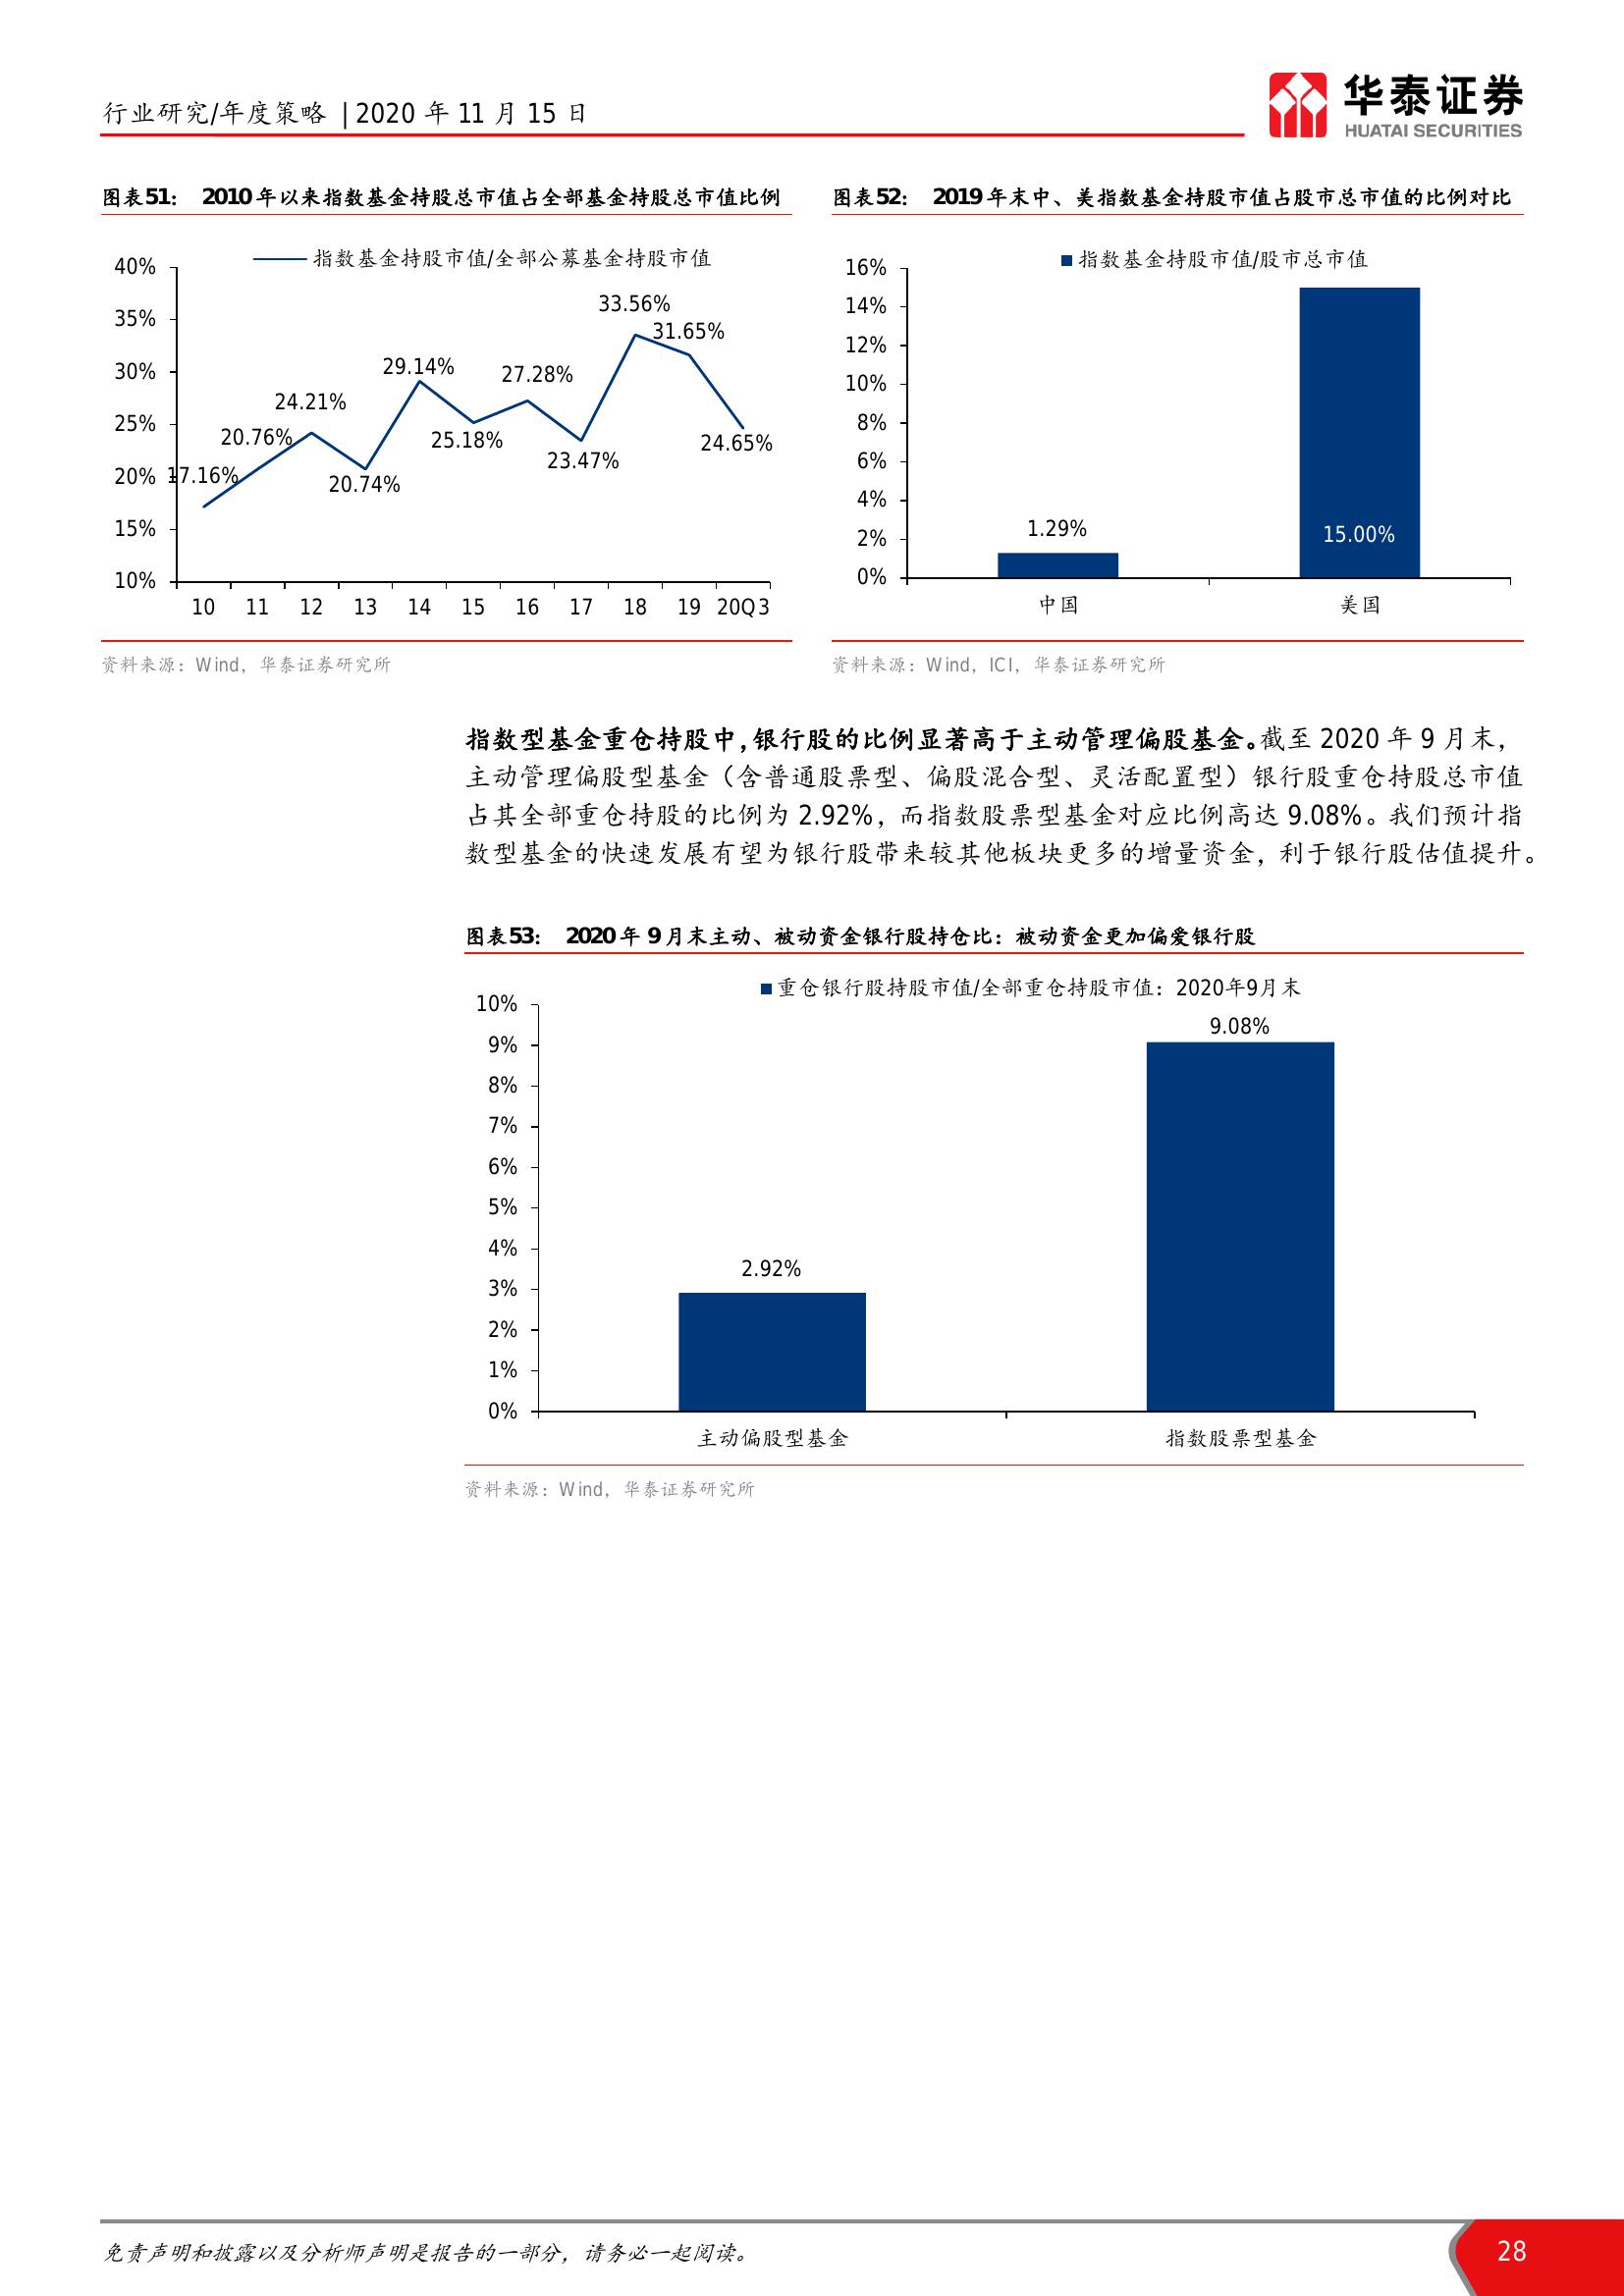 行业研究/年度策略 | 2020 年 11 月 15 日
华泰证券
HUATAI SECURITIES
图表51： 2010 年以来指数基金持股总市值占全部基金持股总市值比例
指数基金持股市值/全部公募基金持股市值
40%
35%
30%
25%
20%
15%
10%
17.16%
20.76%
24.21%
20.74%
29.14%
25.18%
27.28%
23.47%
33.56%
31.65%
24.65%
10 11 12 13 14 15 16 17 18 19 20Q3
资料来源：Wind，华泰证券研究所
图表52： 2019 年末中、美指数基金持股市值占股市总市值的比例对比
指数基金持股市值/股市总市值
16%
14%
12%
10%
8%
6%
4%
2%
0%
1.29%
15.00%
中国 美国
资料来源：Wind，ICI，华泰证券研究所
指数型基金重仓持股中，银行股的比例显著高于主动管理偏股基金。截至 2020 年 9 月末，
主动管理偏股型基金（含普通股票型、偏股混合型、灵活配置型）银行股重仓持股总市值
占其全部重仓持股的比例为 2.92%，而指数股票型基金对应比例高达 9.08%。我们预计指
数型基金的快速发展有望为银行股带来较其他板块更多的增量资金，利于银行股估值提升。
图表53： 2020 年 9 月末主动、被动资金银行股持仓比：被动资金更加偏爱银行股
重仓银行股持股市值/全部重仓持股市值：2020年9月末
10%
9%
8%
7%
6%
5%
4%
3%
2%
1%
0%
2.92%
9.08%
主动偏股型基金 指数股票型基金
资料来源：Wind，华泰证券研究所
免责声明和披露以及分析师声明是报告的一部分，请务必一起阅读。
28